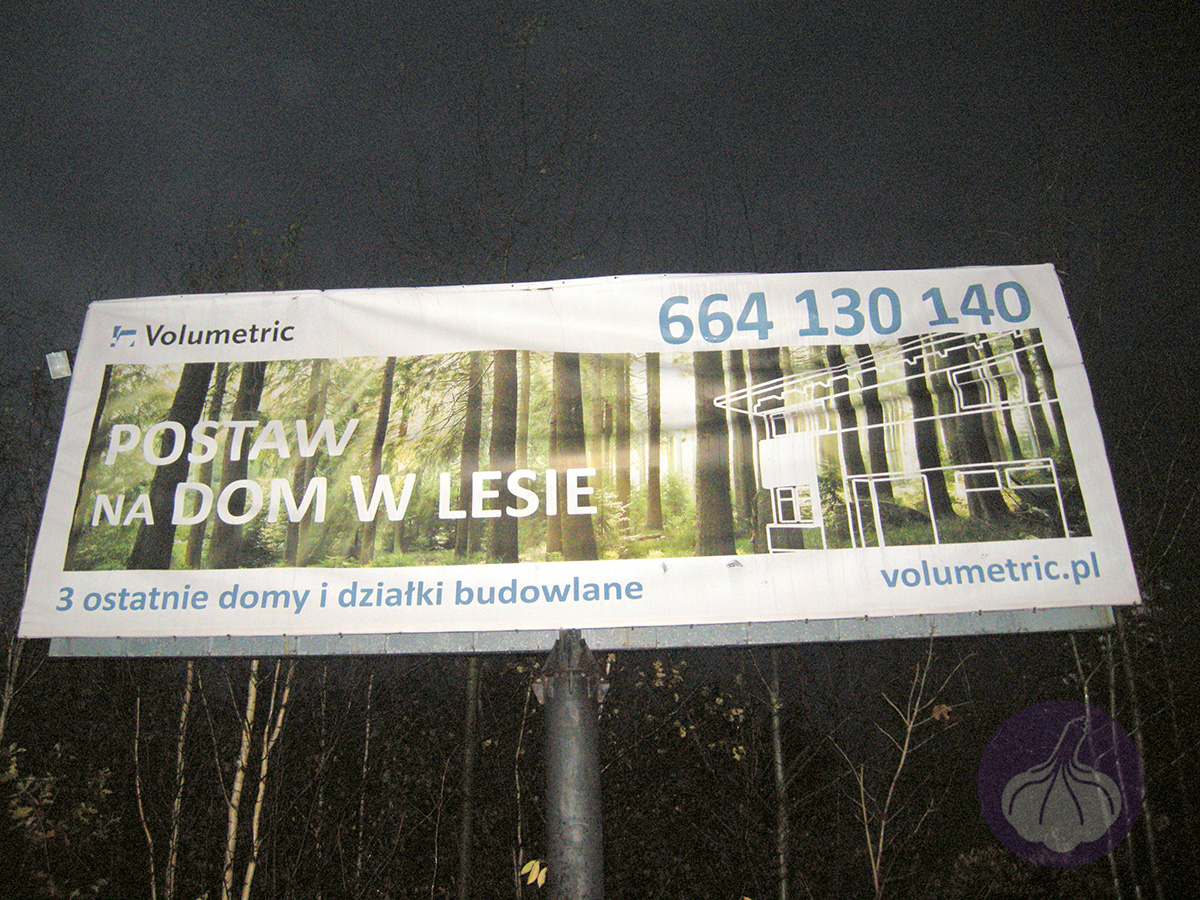 Volumetric
664 130 140
POSTAW
NA DOM W LESIE
3 ostatnie domy i działki budowlane
volumetric.pl